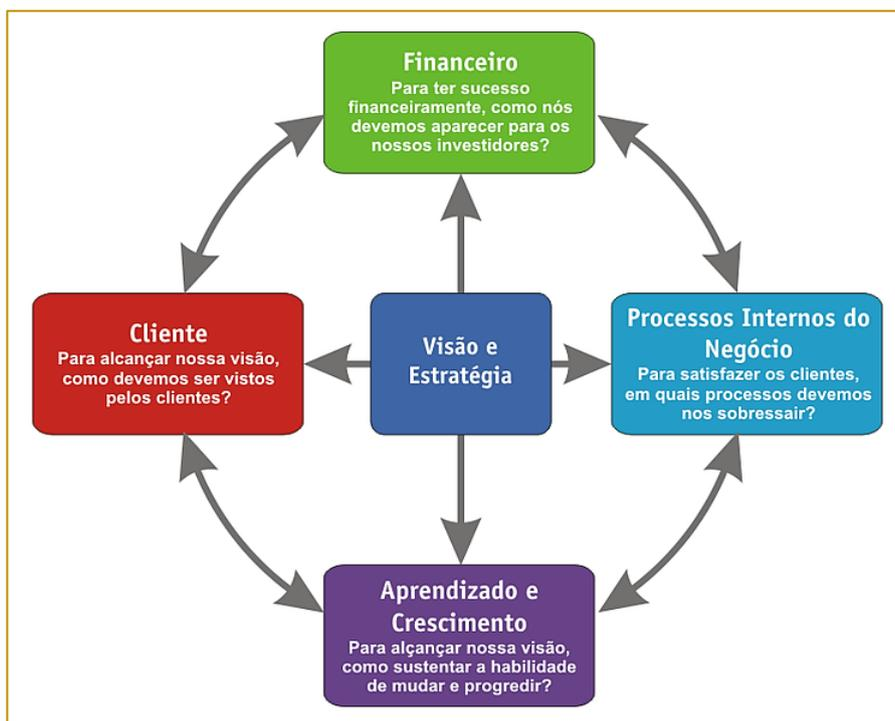 Financeiro
Para ter sucesso
financeiramente, como nós
devemos aparecer para os
nossos investidores?
Cliente
Para alcançar nossa visão,
como devemos ser vistos
pelos clientes?
Visão e
Estratégia
Processos Internos do
Negócio
Para satisfazer os clientes,
em quais processos devemos
nos sobressair?
Aprendizado e
Crescimento
Para alçançar nossa visão,
como sustentar a habilidade
de mudar e progredir?